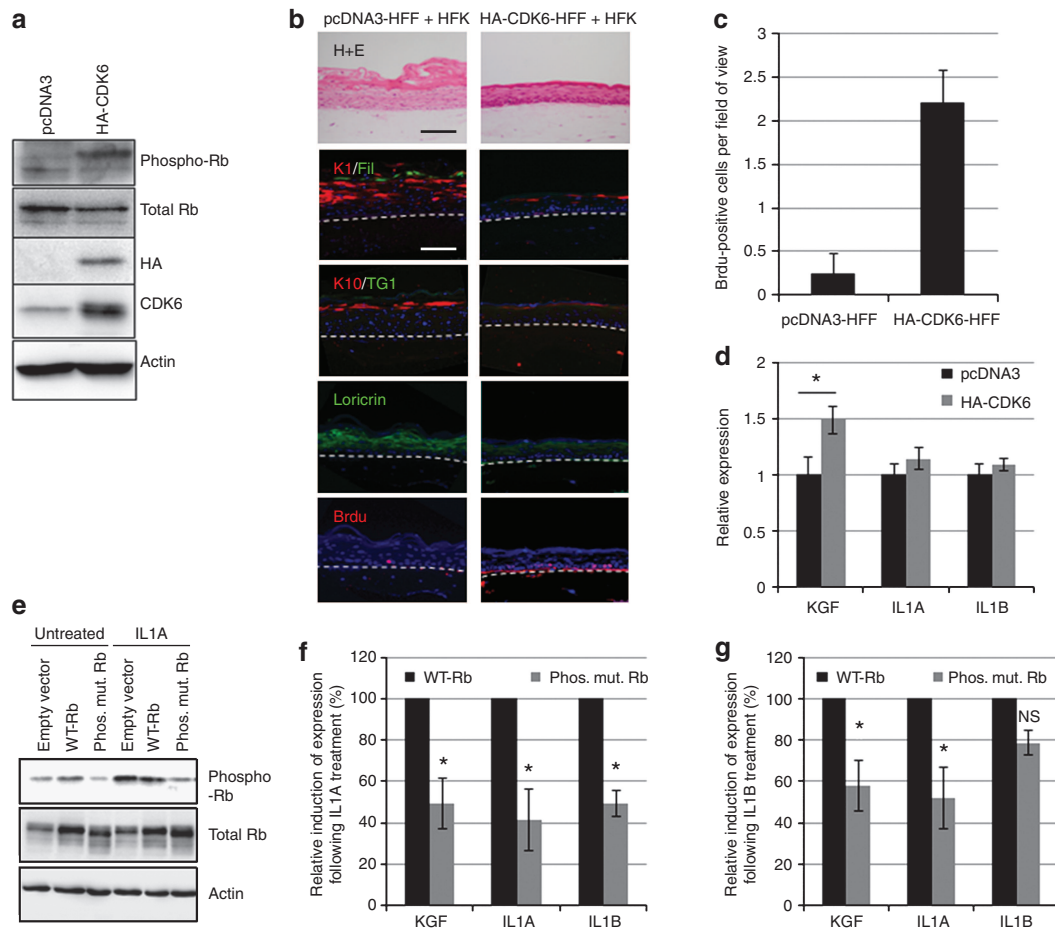 a
pcDNA3
HA-CDK6
Phospho-Rb
Total Rb
HA
CDK6
Actin
b
pcDNA3-HFF + HFK
HA-CDK6-HFF + HFK
H+E
K1/Fil
K10/TG1
Loricrin
Brdu
c
Brdu-positive cells per field of view
3
2.5
2
1.5
1
0.5
0
pcDNA3-HFF
HA-CDK6-HFF
d
Relative expression
2
1.5
1
0.5
0
*
pcDNA3
HA-CDK6
KGF
IL1A
IL1B
e
Untreated
IL1A
Empty vector
WT-Rb
Phos. mut. Rb
Empty vector
WT-Rb
Phos. mut. Rb
Phospho
-Rb
Total Rb
Actin
f
Relative induction of expression
following IL1A treatment (%)
120
100
80
60
40
20
0
WT-Rb
Phos. mut. Rb
*
*
*
KGF
IL1A
IL1B
g
Relative induction of expression
following IL1B treatment (%)
120
100
80
60
40
20
0
WT-Rb
Phos. mut. Rb
*
*
NS
KGF
IL1A
IL1B